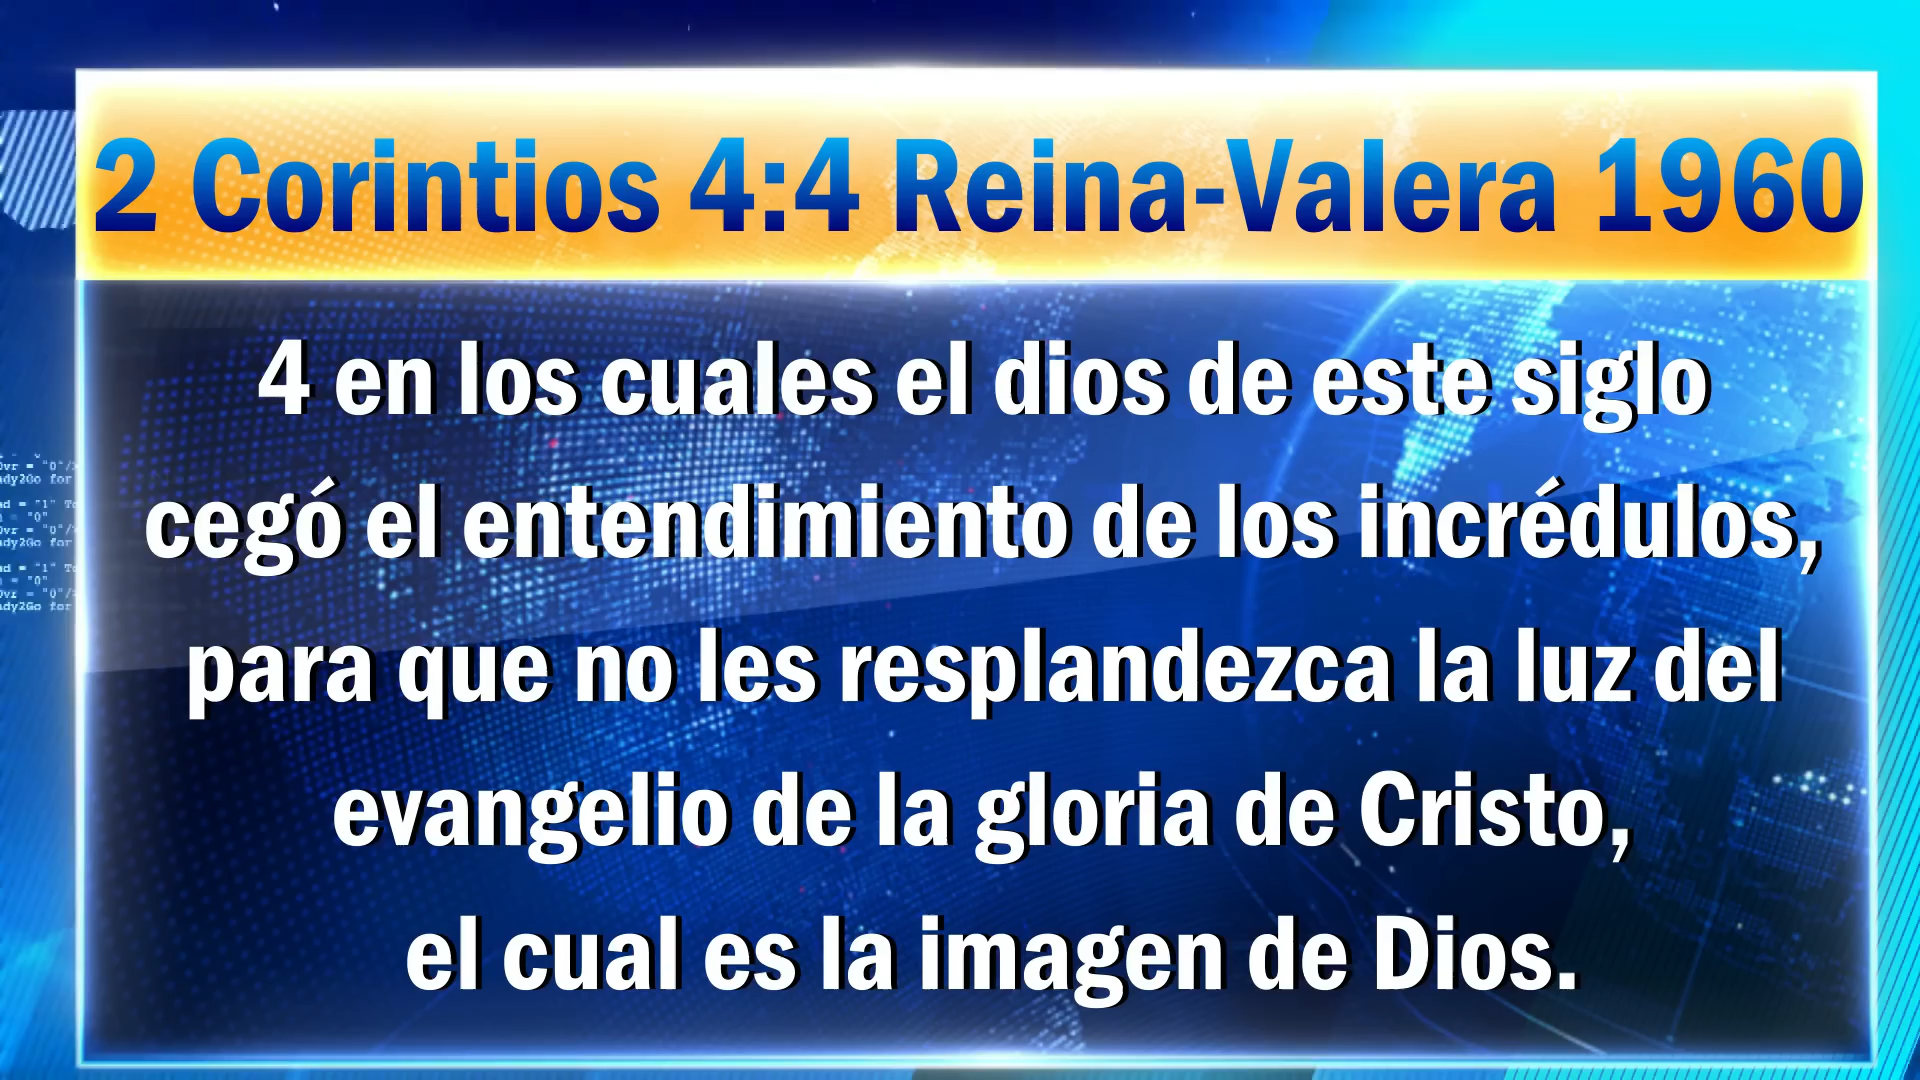 2 Corintios 4:4 Reina-Valera 1960
4 en los cuales el dios de este siglo
cegó el entendimiento de los incrédulos,
para que no les resplandezca la luz del
evangelio de la gloria de Cristo,
el cual es la imagen de Dios.